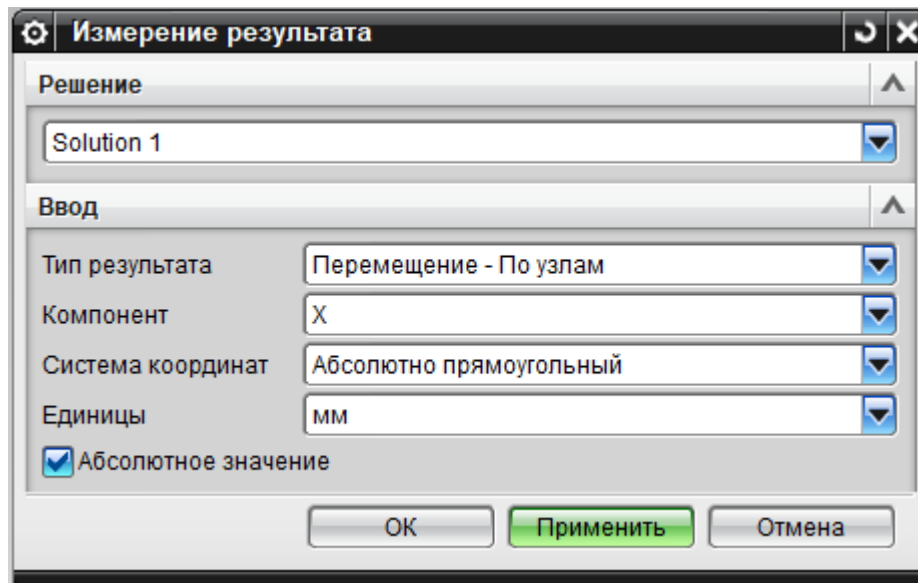 Измерение результата
Решение
Solution 1
Ввод
Тип результата Перемещение - По узлам
Компонент X
Система координат Абсолютно прямоугольный
Единицы мм
Абсолютное значение
ОК Применить Отмена